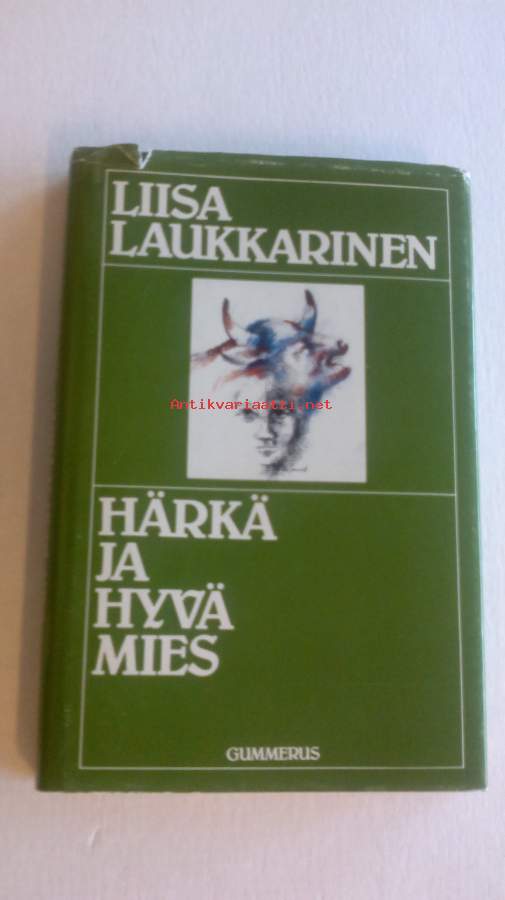 LIISA
LAUKKARINEN
Antikvariaatti.net
HÄRKÄ
JA
HYVÄ
MIES
GUMMERUS